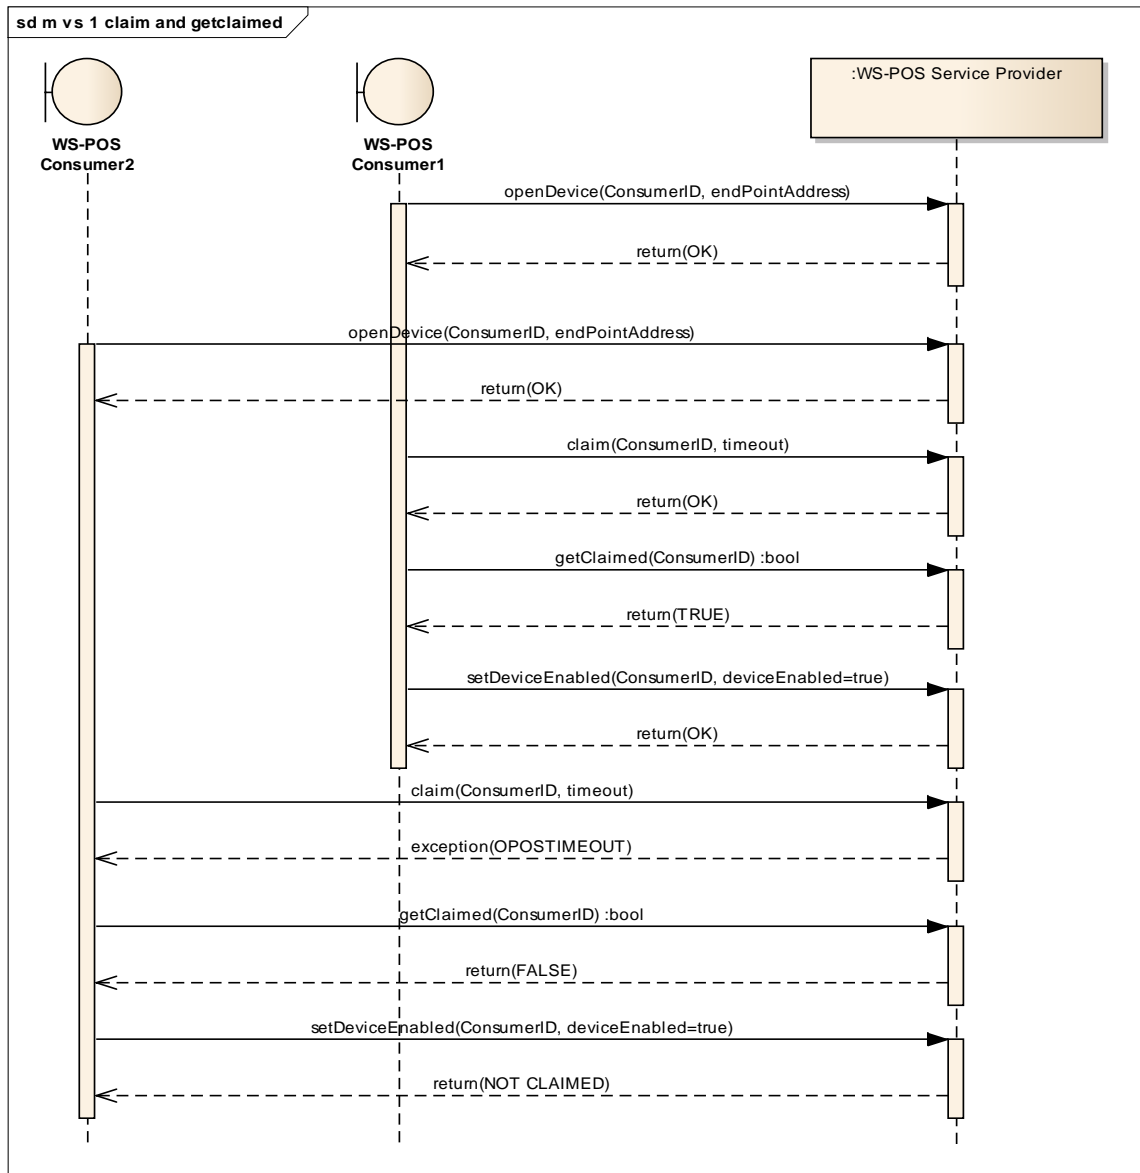 sd m v s 1 claim and getclaimed
WS-POS
Consumer2
WS-POS
Consumer1
:WS-POS Service Provider
openDevice(ConsumerID, endPointAddress)
return(OK)
openDevice(ConsumerID, endPointAddress)
return(OK)
claim(ConsumerID, timeout)
return(OK)
getClaimed(ConsumerID) :bool
return(TRUE)
setDeviceEnabled(ConsumerID, deviceEnabled=true)
return(OK)
claim(ConsumerID, timeout)
exception(OPOSTIMEOUT)
getClaimed(ConsumerID) :bool
return(FALSE)
setDeviceEnabled(ConsumerID, deviceEnabled=true)
return(NOT CLAIMED)